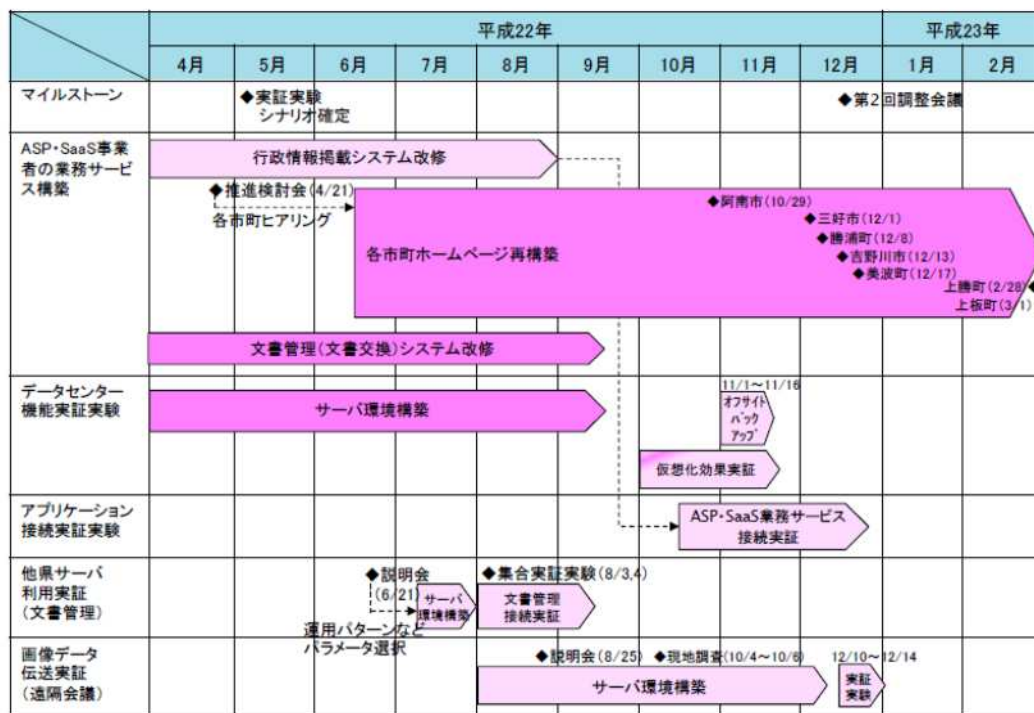 平成22年
平成23年
4月 5月 6月 7月 8月 9月 10月 11月 12月 1月 2月
マイルストーン
◆実証実験
シナリオ確定
◆第2回調整会議
ASP・SaaS事業
者の業務サービ
ス構築
行政情報掲載システム改修
◆推進検討会(4/21)
各市町ヒアリング
各市町ホームページ再構築
◆阿南市(10/29)
◆三好市(12/1)
◆勝浦町(12/8)
◆吉野川市(12/13)
◆美波町(12/17)
上勝町(2/28)◆
上板町(3/1)
文書管理(文書交換)システム改修
データセンター
機能実証実験
サーバ環境構築
11/1～11/16
オフサイト
バック
アップ
仮想化効果実証
アプリケーション
接続実証実験
ASP・SaaS業務サービス
接続実証
他県サーバ
利用実証
(文書管理)
◆説明会
(6/21)
運用パターンなど
パラメータ選択
サーバ
環境構築
◆集合実証実験(8/3,4)
文書管理
接続実証
画像データ
伝送実証
(遠隔会議)
◆説明会(8/25)
◆現地調査(10/4～10/6)
12/10～12/14
サーバ環境構築
実証
実験